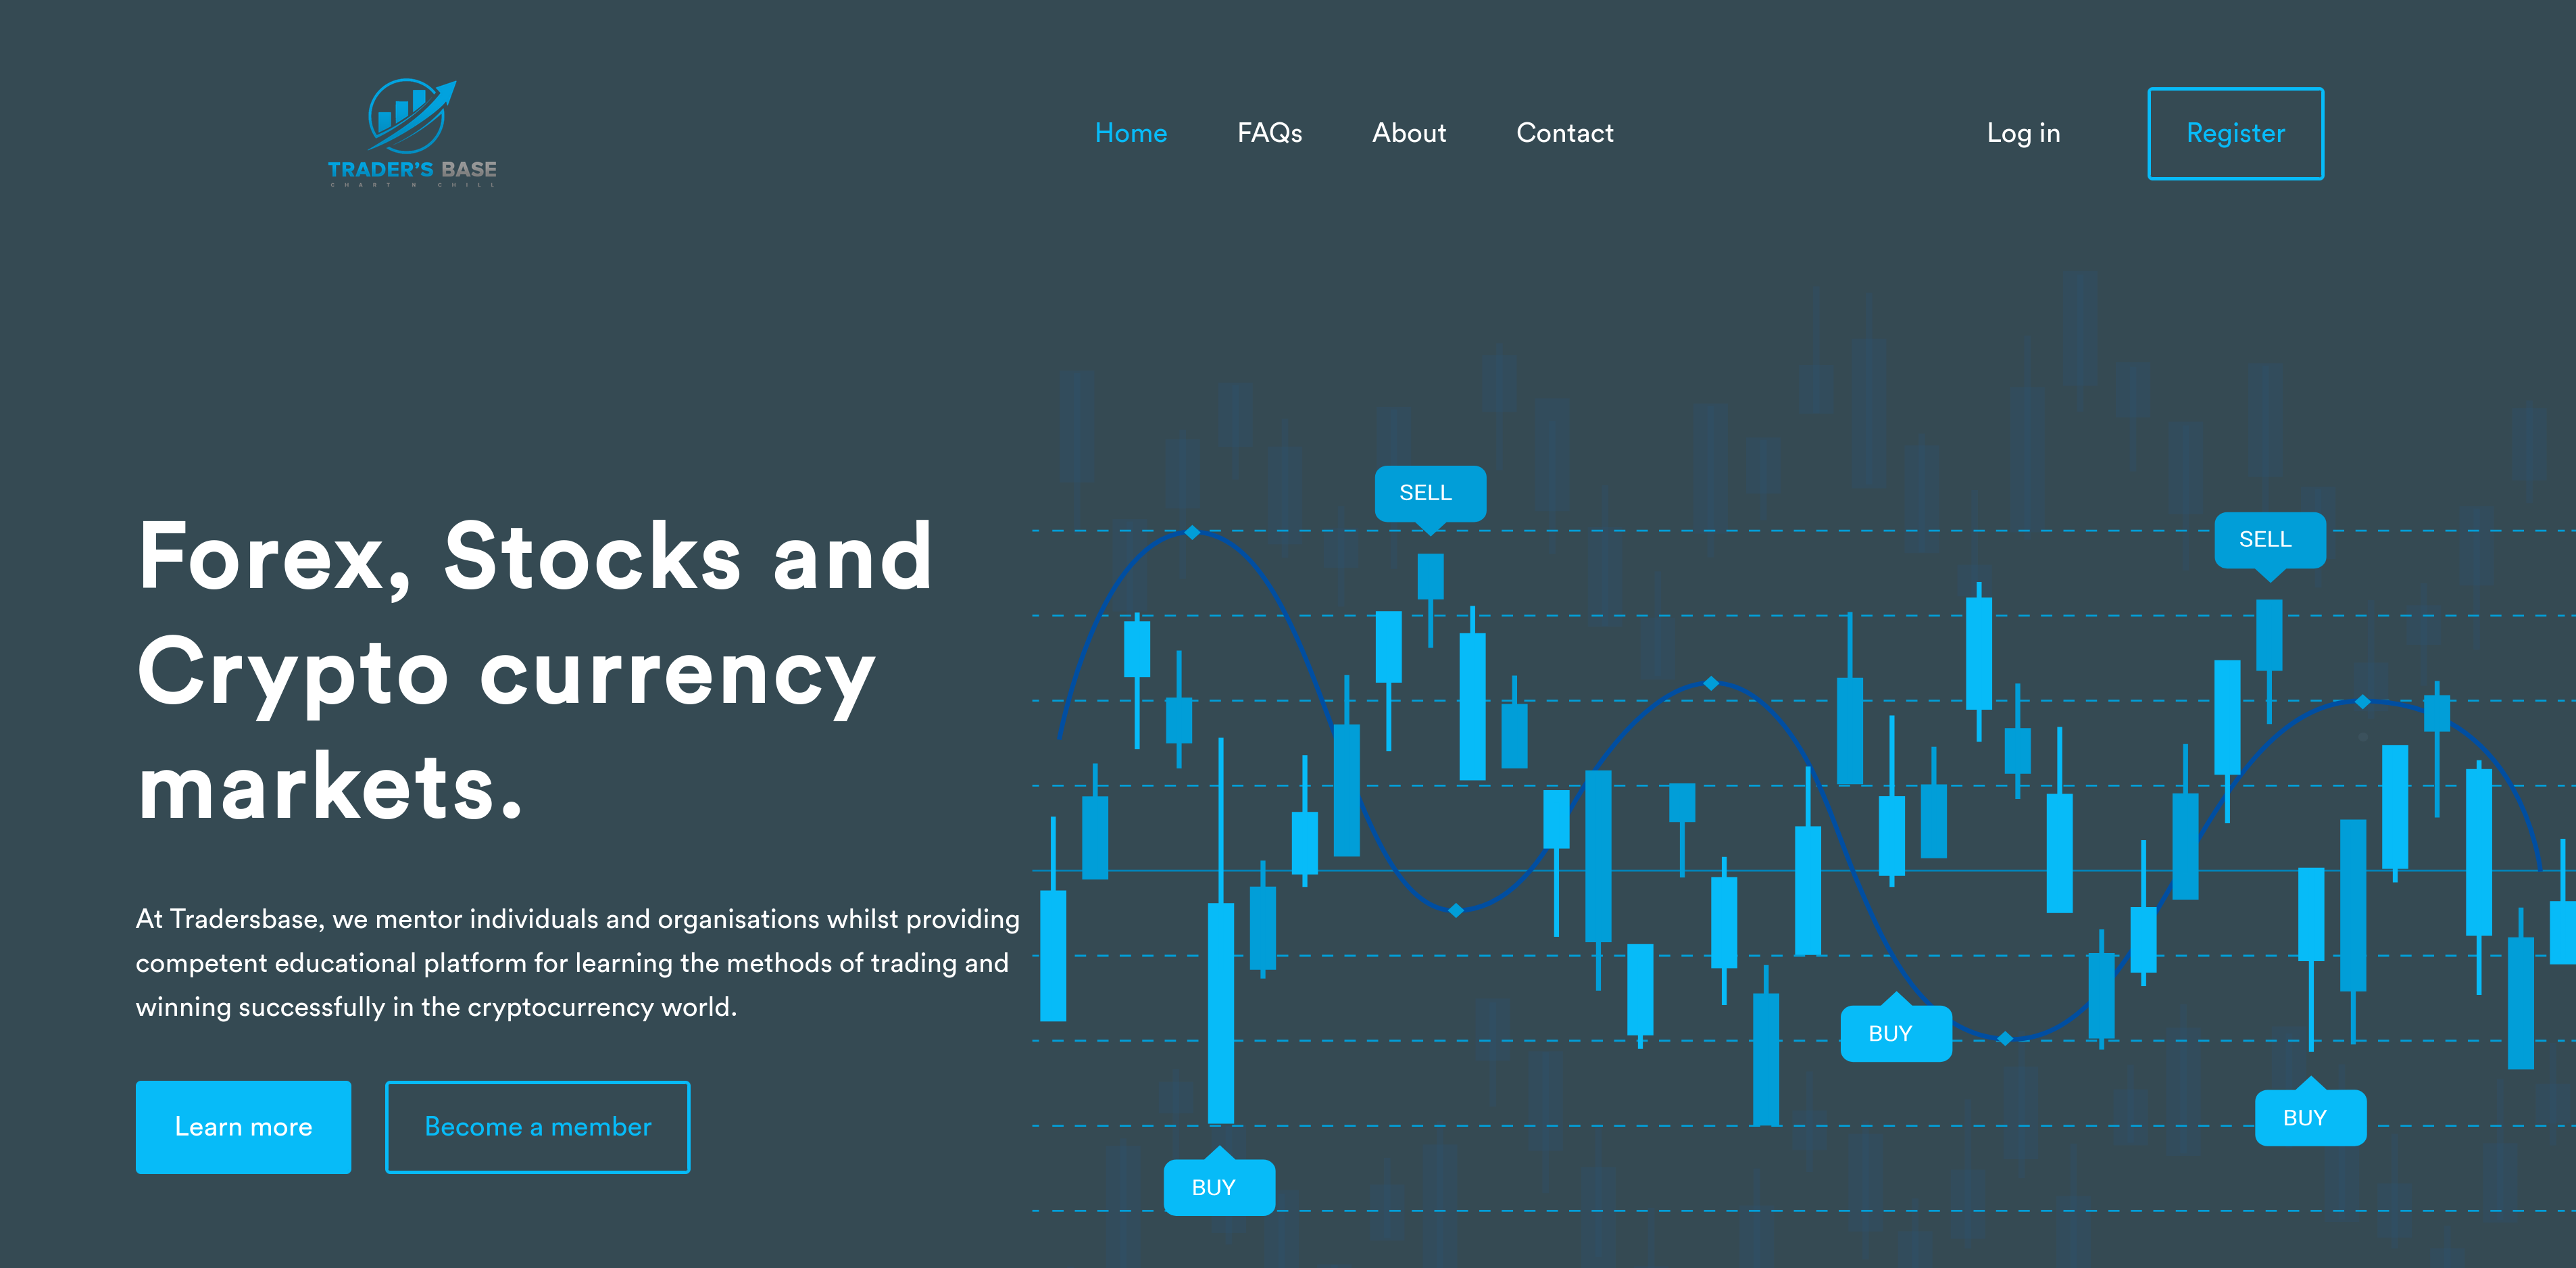 TRADER'S BASE
CHART N CHILL
Home
FAQs
About
Contact
Log in
Register
Forex, Stocks and
Crypto currency
markets.
At Tradersbase, we mentor individuals and organisations whilst providing
competent educational platform for learning the methods of trading and
winning successfully in the cryptocurrency world.
Learn more
Become a member
SELL
SELL
BUY
BUY
BUY